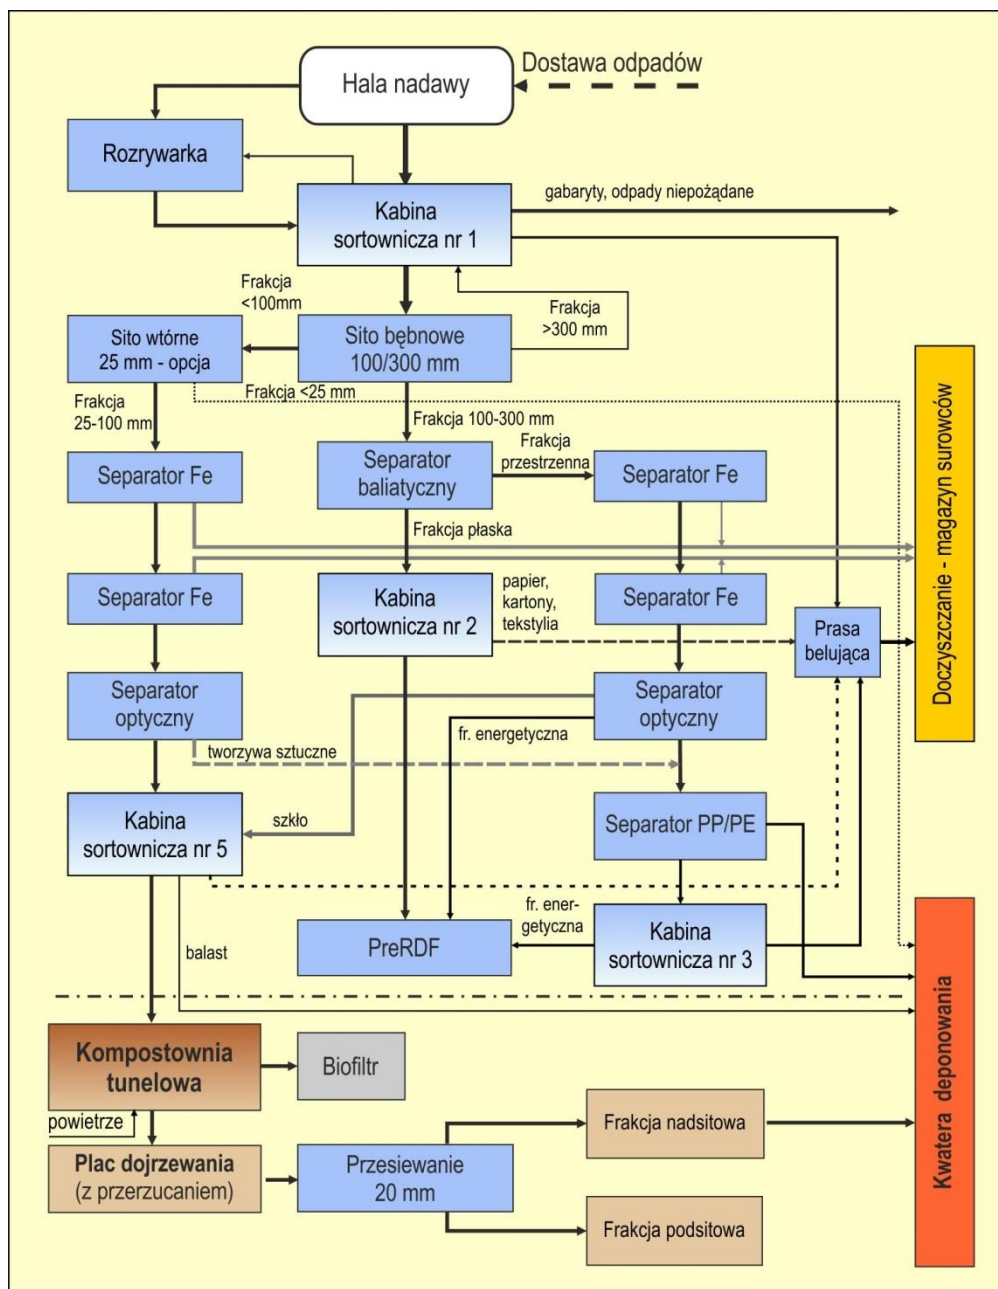 Dostawa odpadów
Hala nadawy
Rozrywarka
gabaryty, odpady niepożądane
Kabina
sortownicza nr 1
Frakcja
<100mm
Frakcja
>300 mm
Sito wtórne
25 mm - opcja
Sito bębnowe
100/300 mm
Frakcja <25 mm
Frakcja
25-100 mm
Frakcja 100-300 mm
Frakcja
przestrzenna
Separator Fe
Separator
baliatyczny
Separator Fe
Frakcja płaska
Separator Fe
Kabina
sortownicza nr 2
papier,
kartony,
tekstylia
Separator Fe
Prasa
belująca
Doczyszczanie - magazyn surowców
Separator
optyczny
Separator
optyczny
fr. energetyczna
tworzywa sztuczne
Kabina
sortownicza nr 5
szkło
Separator PP/PE
fr. ener-
getyczna
balast
PreRDF
Kabina
sortownicza nr 3
Kwatera deponowania
Kompostownia
tunelowa
Biofiltr
powietrze
Frakcja nadsitowa
Plac dojrzewania
(z przerzucaniem)
Przesiewanie
20 mm
Frakcja podsitowa